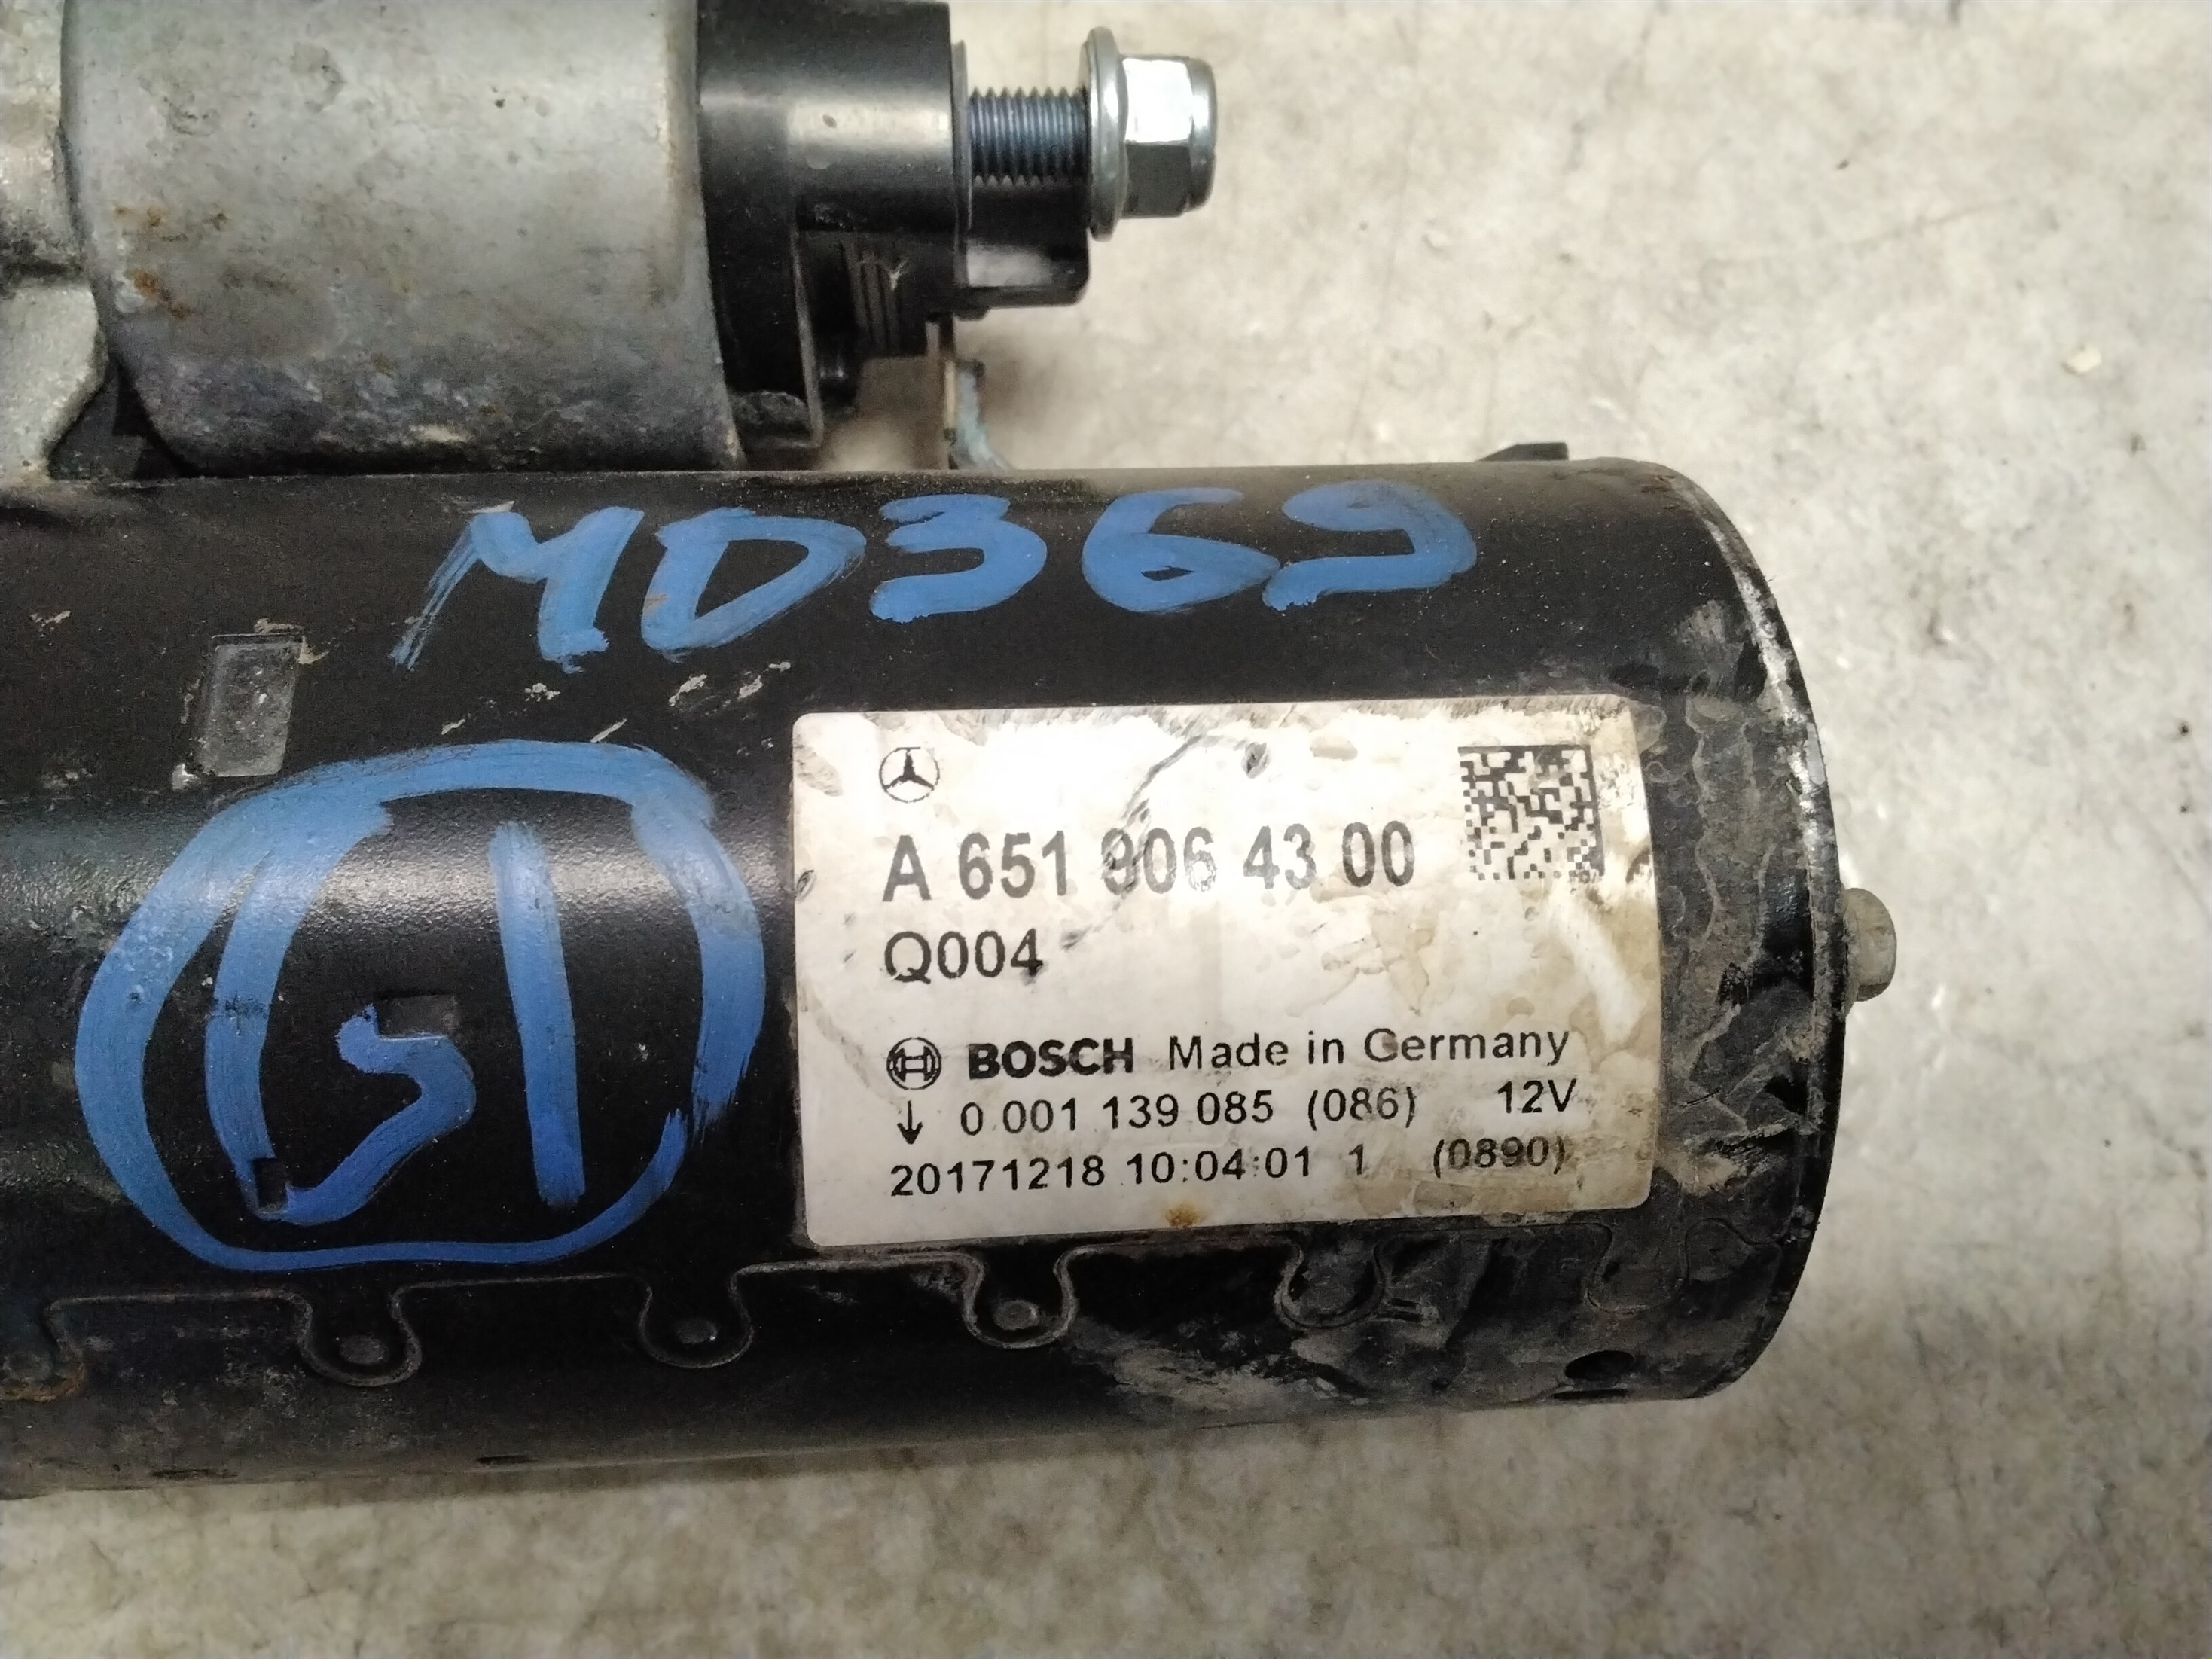 MD369
A 651 906 43 00
Q004
BOSCH Made in Germany
0 001 139 085 (086) 12V
20171218 10:04:01 1 (0890)